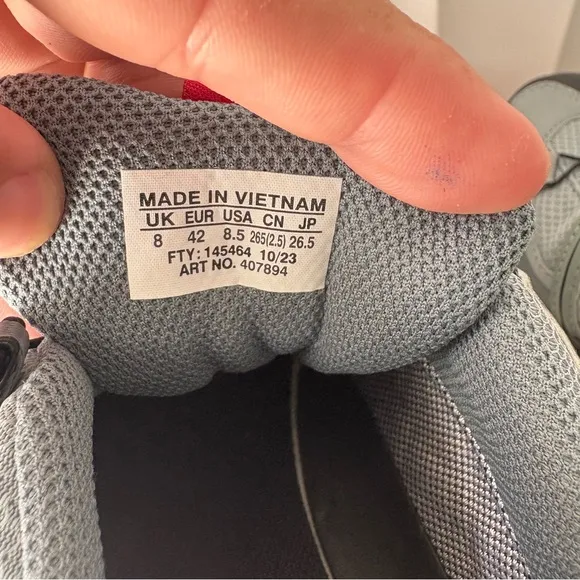 MADE IN VIETNAM
UK EUR USA CN JP
8 42 8.5 265(2.5) 26.5
FTY: 145464 10/23
ART NO. 407894